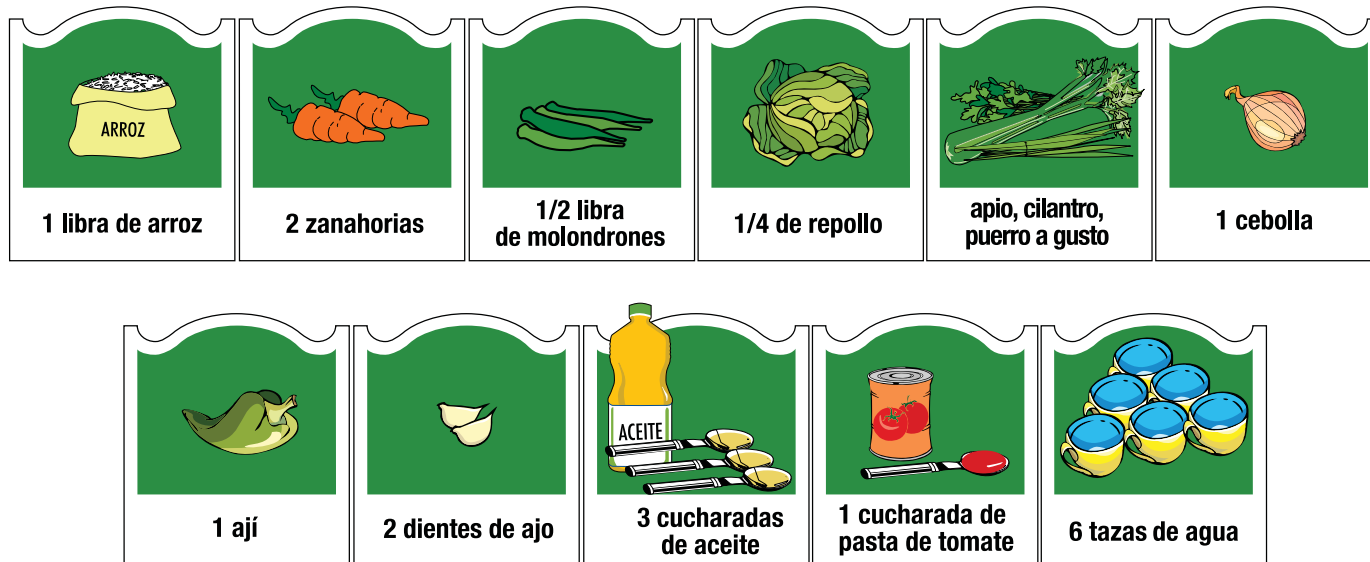 ARROZ
1 libra de arroz
2 zanahorias
1/2 libra
de molondrones
1/4 de repollo
apio, cilantro,
puerro a gusto
1 cebolla
1 ají
2 dientes de ajo
ACEITE
3 cucharadas
de aceite
1 cucharada de
pasta de tomate
6 tazas de agua